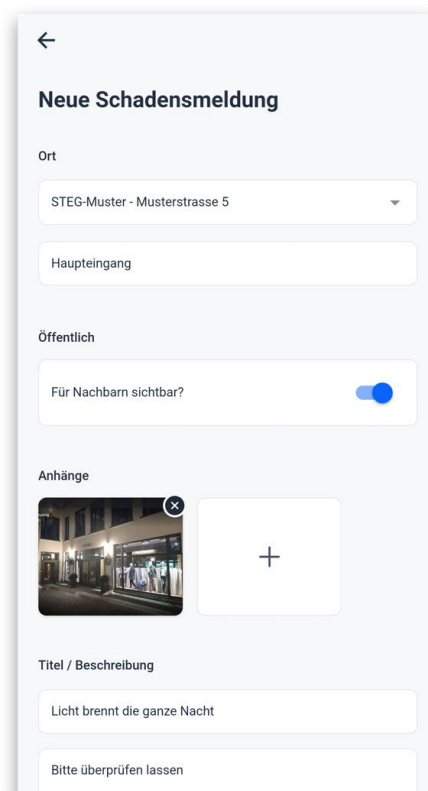 Neue Schadensmeldung
Ort
STEG-Muster - Musterstrasse 5
Haupteingang
Öffentlich
Für Nachbarn sichtbar?
Anhänge
Titel / Beschreibung
Licht brennt die ganze Nacht
Bitte überprüfen lassen